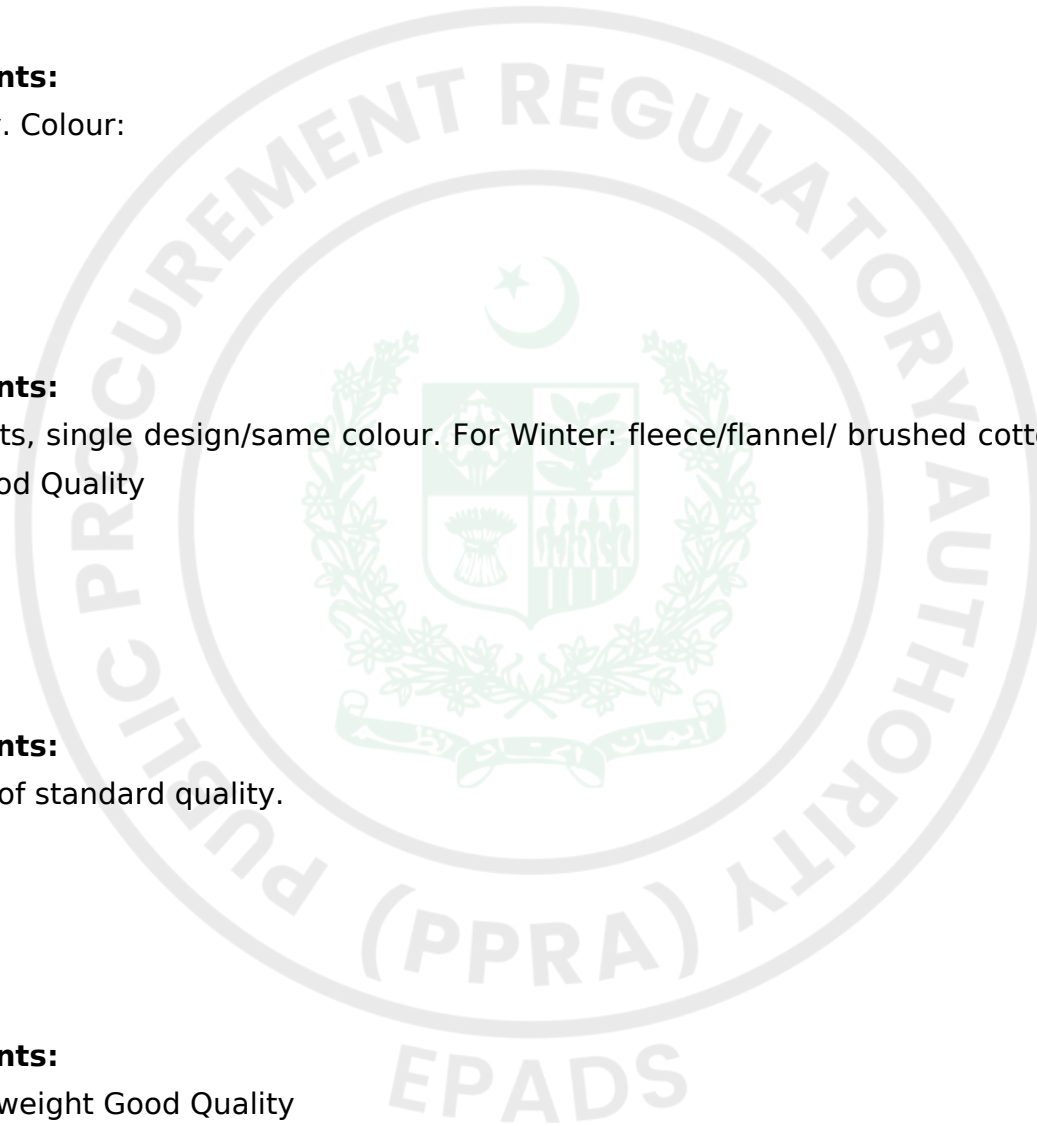 nts:
. Colour:
nts:
ts, single design/same colour. For Winter: fleece/flannel/ brushed cott
od Quality
nts:
of standard quality.
nts:
weight Good Quality
PUBLIC PROCUREMENT REGULATORY AUTHORITY
(PPRA)
EPADS